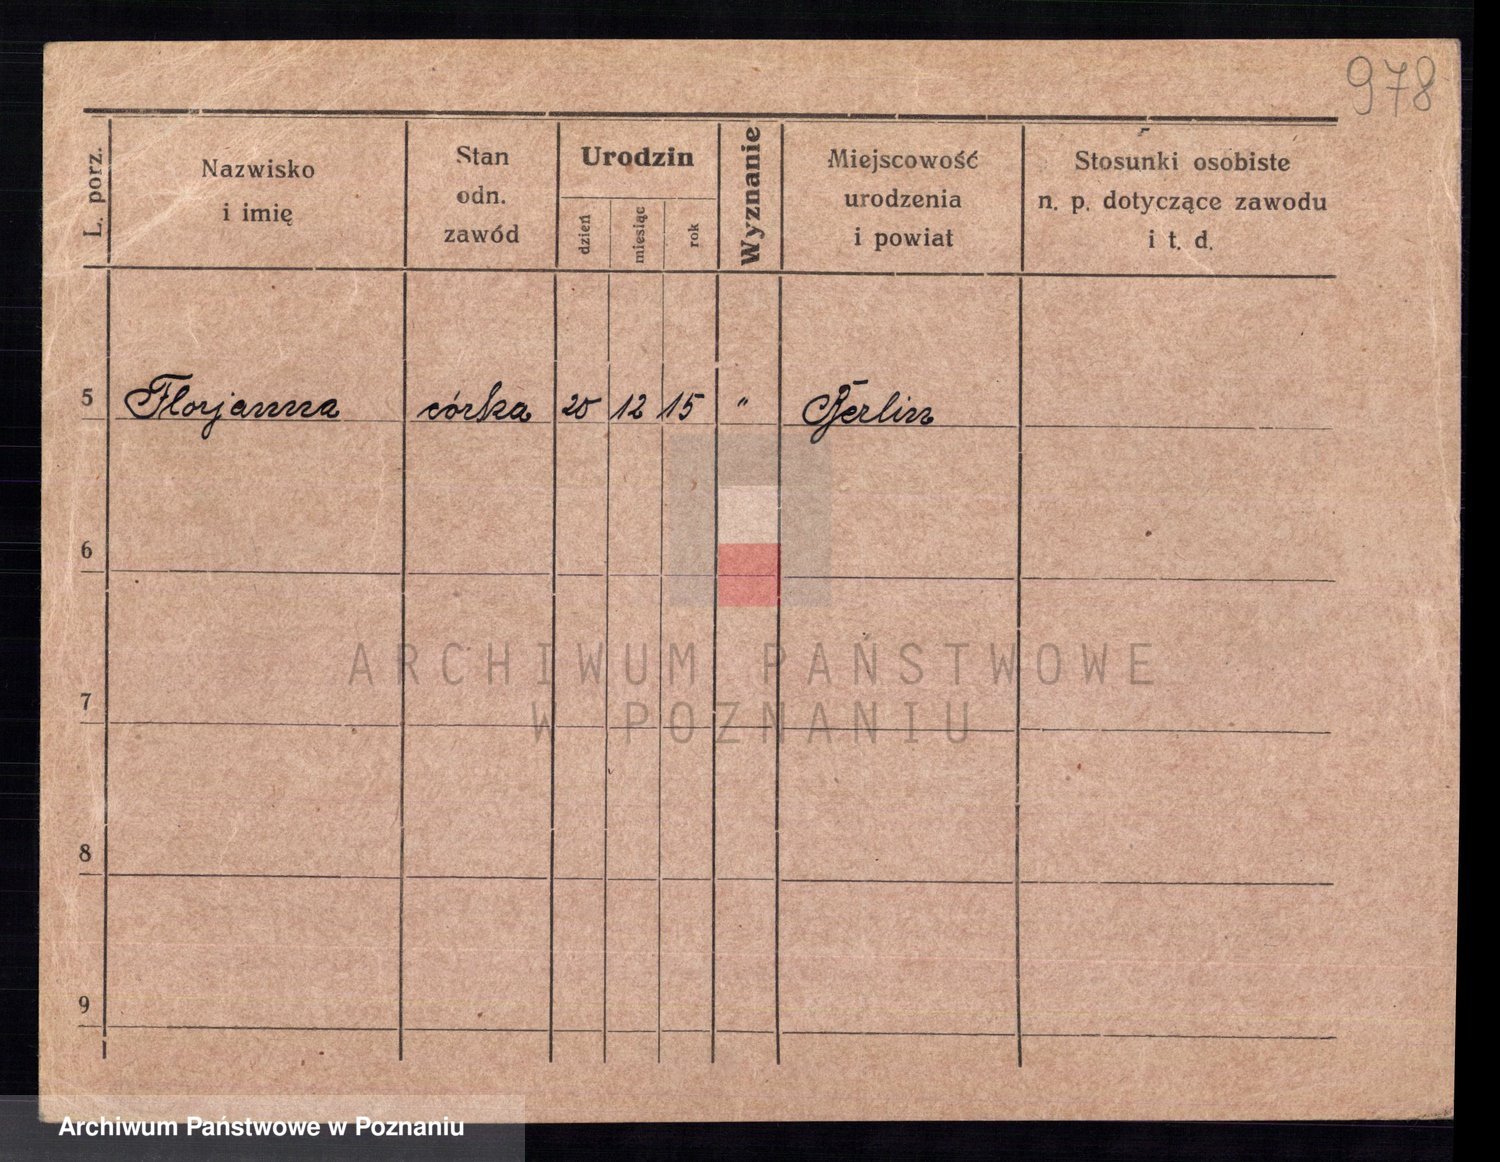 978
L. porz.
Nazwisko
i imię
Stan
odn.
zawód
Urodzin
dzień
miesiąc
rok
Wyznanie
Miejscowość
urodzenia
i powiat
Stosunki osobiste
n. p. dotyczące zawodu
i t. d.
5 Florjanna córka 20 12 15 " Berlin
6
7
8
9
ARCHIWUM PAŃSTWOWE
W POZNANIU
Archiwum Państwowe w Poznaniu